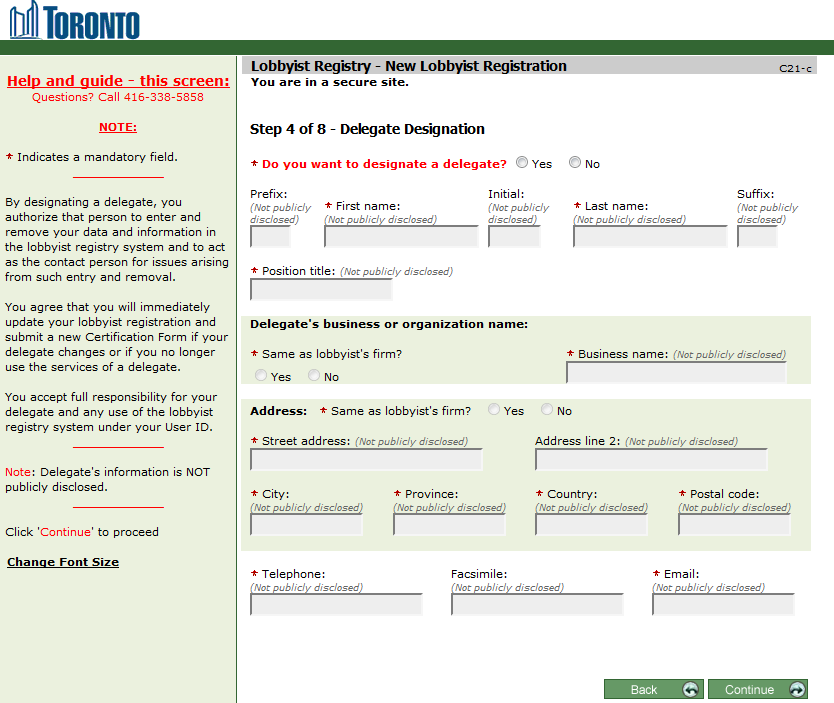 TORONTO
Help and guide - this screen:
Questions? Call 416-338-5858
NOTE:
* Indicates a mandatory field.
By designating a delegate, you
authorize that person to enter and
remove your data and information in
the lobbyist registry system and to act
as the contact person for issues arising
from such entry and removal.
You agree that you will immediately
update your lobbyist registration and
submit a new Certification Form if your
delegate changes or if you no longer
use the services of a delegate.
You accept full responsibility for your
delegate and any use of the lobbyist
registry system under your User ID.
Note: Delegate's information is NOT
publicly disclosed.
Click 'Continue' to proceed
Change Font Size
Lobbyist Registry - New Lobbyist Registration C21-c
You are in a secure site.
Step 4 of 8 - Delegate Designation
* Do you want to designate a delegate? Yes No
Prefix: (Not publicly disclosed)
* First name: (Not publicly disclosed)
Initial: (Not publicly disclosed)
* Last name: (Not publicly disclosed)
Suffix: (Not publicly disclosed)
* Position title: (Not publicly disclosed)
Delegate's business or organization name:
* Same as lobbyist's firm?
Yes No
* Business name: (Not publicly disclosed)
Address: * Same as lobbyist's firm? Yes No
* Street address: (Not publicly disclosed) Address line 2: (Not publicly disclosed)
* City: (Not publicly disclosed)
* Province: (Not publicly disclosed)
* Country: (Not publicly disclosed)
* Postal code: (Not publicly disclosed)
* Telephone: (Not publicly disclosed)
Facsimile: (Not publicly disclosed)
* Email: (Not publicly disclosed)
Back Continue